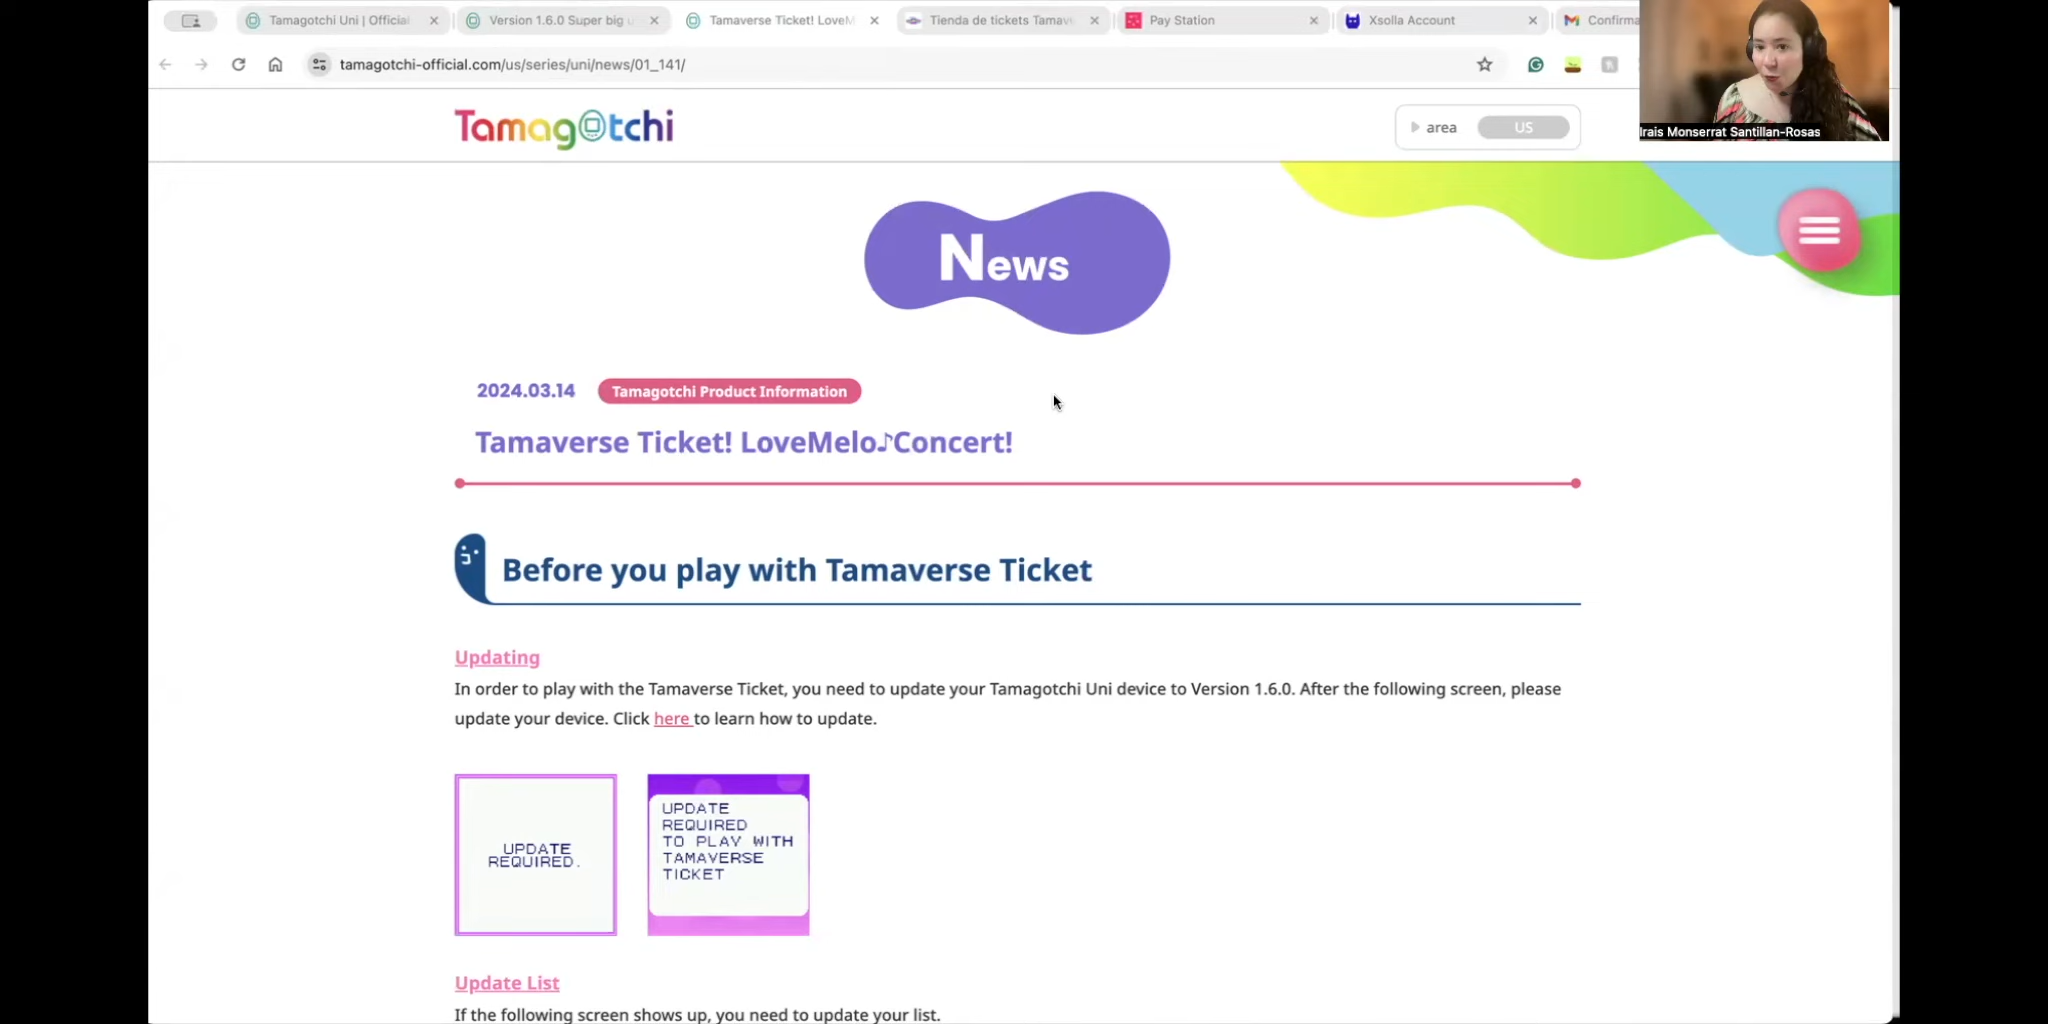 Tamagotchi Uni | Official
Version 1.6.0 Super big u
Tamaverse Ticket! LoveM
Tienda de tickets Tamave
Pay Station
Xsolla Account
Confirma
tamagotchi-official.com/us/series/uni/news/01_141/
Irais Monserrat Santillan-Rosas
Tamagotchi
area
US
News
2024.03.14
Tamagotchi Product Information
Tamaverse Ticket! LoveMelo♪Concert!
Before you play with Tamaverse Ticket
Updating
In order to play with the Tamaverse Ticket, you need to update your Tamagotchi Uni device to Version 1.6.0. After the following screen, please
update your device. Click here to learn how to update.
UPDATE
REQUIRED.
UPDATE
REQUIRED
TO PLAY WITH
TAMAVERSE
TICKET
Update List
If the following screen shows up, you need to update your list.